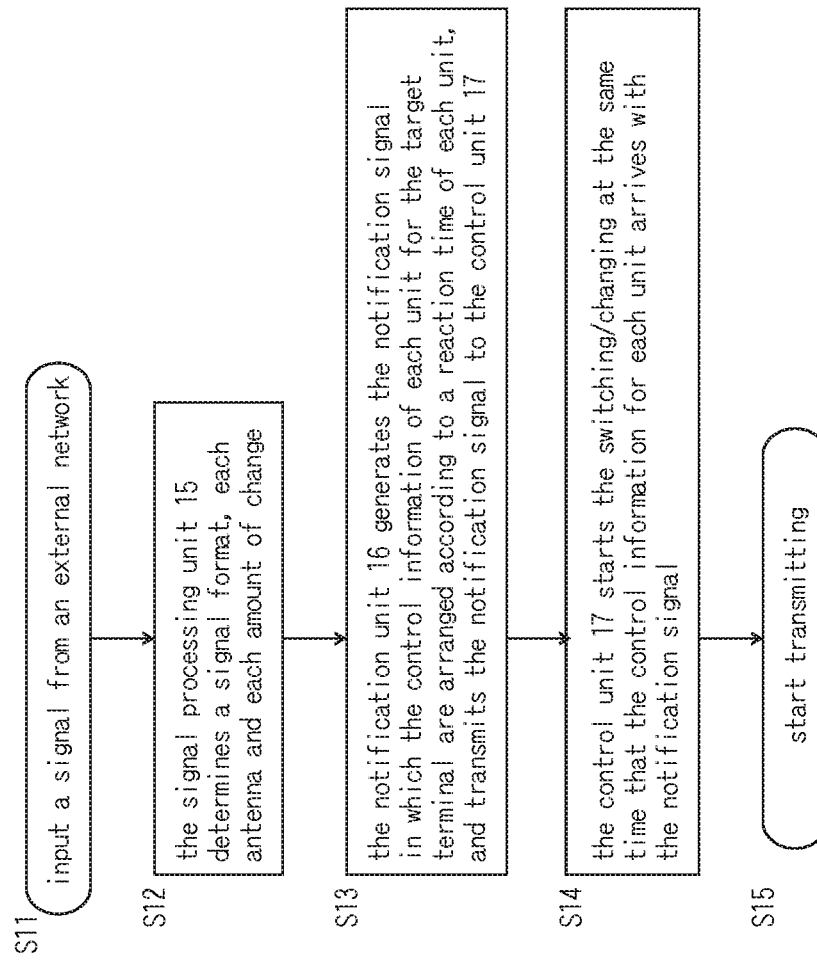 S11
input a signal from an external network
S12
the signal processing unit 15
determines a signal format, each
antenna and each amount of change
S13
the notification unit 16 generates the notification signal
in which the control information of each unit for the target
terminal are arranged according to a reaction time of each unit,
and transmits the notification signal to the control unit 17
S14
the control unit 17 starts the switching/changing at the same
time that the control information for each unit arrives with
the notification signal
S15
start transmitting